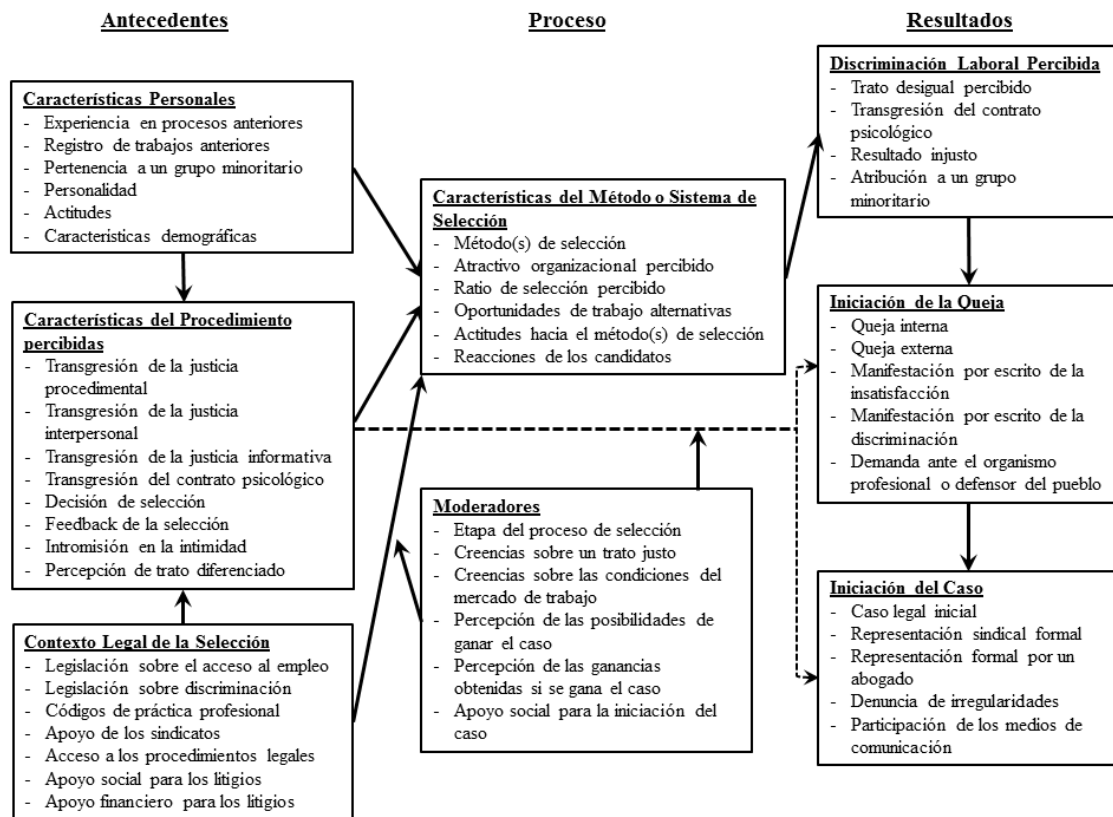 Antecedentes
Proceso
Resultados
Características Personales
- Experiencia en procesos anteriores
- Registro de trabajos anteriores
- Pertenencia a un grupo minoritario
- Personalidad
- Actitudes
- Caracteristicas demográficas
Características del Procedimiento
percibidas
- Transgresión de la justicia
procedimental
- Transgresión de la justicia
interpersonal
- Transgresión de la justicia informativa
- Transgresión del contrato psicológico
- Decisión de selección
- Feedback de la selección
- Intromisión en la intimidad
- Percepción de trato diferenciado
Contexto Legal de la Selección
- Legislación sobre el acceso al empleo
- Legislación sobre discriminación
- Códigos de práctica profesional
- Apoyo de los sindicatos
- Acceso a los procedimientos legales
- Apoyo social para los litigios
- Apoyo financiero para los litigios
Características del Método o Sistema de
Selección
- Método(s) de selección
- Atractivo organizacional percibido
- Ratio de selección percibido
- Oportunidades de trabajo alternativas
- Actitudes hacia el método(s) de selección
- Reacciones de los candidatos
Moderadores
- Etapa del proceso de selección
- Creencias sobre un trato justo
- Creencias sobre las condiciones del
mercado de trabajo
- Percepción de las posibilidades de
ganar el caso
- Percepción de las ganancias
obtenidas si se gana el caso
- Apoyo social para la iniciación del
caso
Discriminación Laboral Percibida
- Trato desigual percibido
- Transgresión del contrato
psicológico
- Resultado injusto
- Atribución a un grupo
minoritario
Iniciación de la Queja
- Queja interna
- Queja externa
- Manifestación por escrito de la
insatisfacción
- Manifestación por escrito de la
discriminación
- Demanda ante el organismo
profesional o defensor del pueblo
Iniciación del Caso
- Caso legal inicial
- Representación sindical formal
- Representación formal por un
abogado
- Denuncia de irregularidades
- Participación de los medios de
comunicación